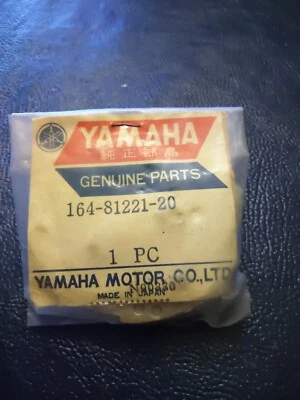 YAMAHA
純正部品
GENUINE PARTS
164-81221-20
1 PC
YAMAHA MOTOR CO.,LTD
MADE IN JAPAN